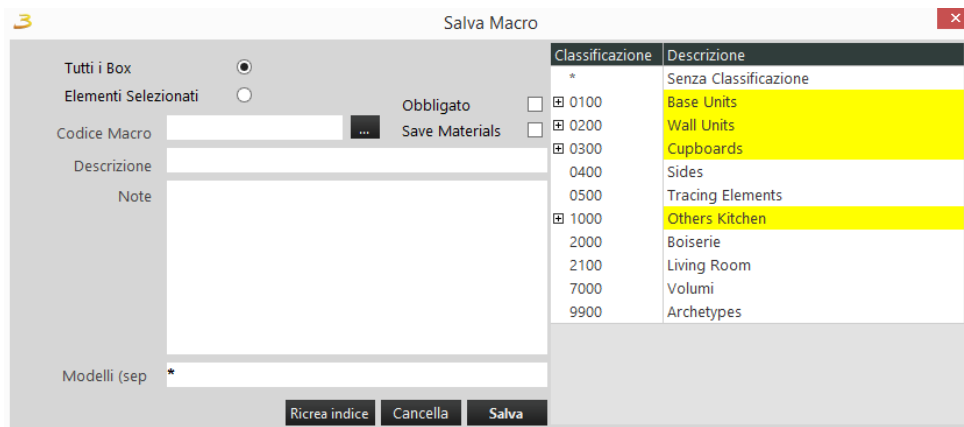 Salva Macro
Tutti i Box
Elementi Selezionati
Obbligato
Save Materials
Codice Macro
...
Descrizione
Note
Modelli (sep
*
Ricrea indice
Cancella
Salva
Classificazione Descrizione
* Senza Classificazione
0100 Base Units
0200 Wall Units
0300 Cupboards
0400 Sides
0500 Tracing Elements
1000 Others Kitchen
2000 Boiserie
2100 Living Room
7000 Volumi
9900 Archetypes